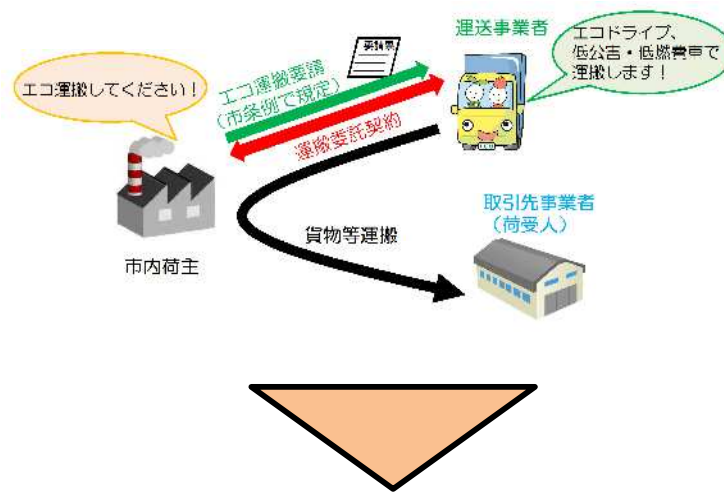 要請書
運送事業者
エコドライブ、
低公害・低燃費車で
運搬します！
エコ運搬してください！
エコ運搬要請
（市条例で規定）
運搬委託契約
取引先事業者
（荷受人）
貨物等運搬
市内荷主